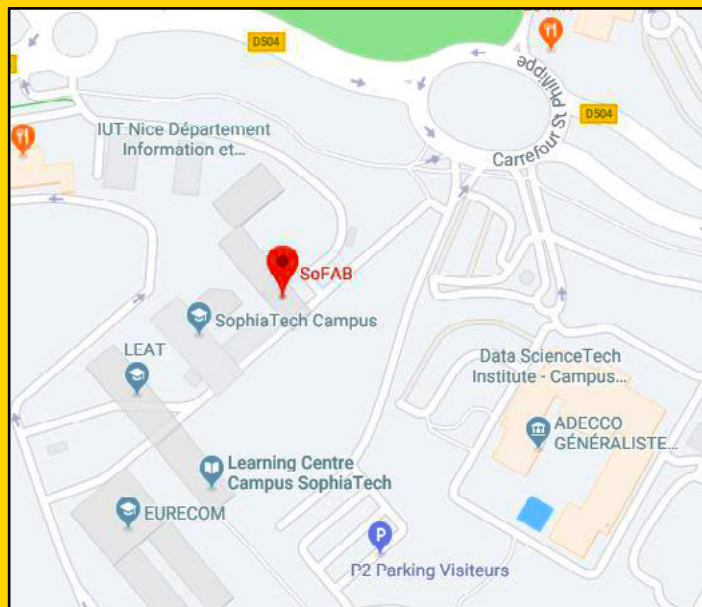 D504
D504
Carrefour St Philippe
IUT Nice Département
Information et...
SoFAB
SophiaTech Campus
LEAT
Data ScienceTech
Institute - Campus...
ADECCO
GÉNÉRALISTE...
Learning Centre
Campus SophiaTech
EURECOM
P
P2 Parking Visiteurs